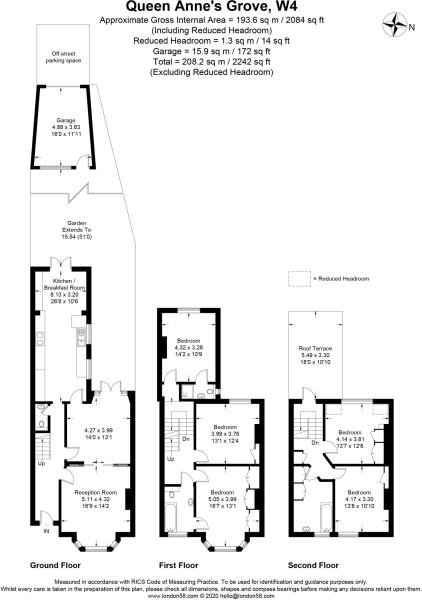 Queen Anne's Grove, W4
Approximate Gross Internal Area = 193.6 sq m / 2084 sq ft
(Including Reduced Headroom)
Reduced Headroom = 1.3 sq m / 14 sq ft
Garage = 15.9 sq m / 172 sq ft
Total = 208.2 sq m / 2242 sq ft
(Excluding Reduced Headroom)
N
Off-street
parking space
Garage
4.88 x 3.63
16'0 x 11'11
Garden
Extends To
15.54 (51'0)
Kitchen /
Breakfast Room
8.13 x 3.20
26'8 x 10'6
4.27 x 3.99
14'0 x 13'1
Up
Reception Room
5.11 x 4.32
16'9 x 14'2
IN
Ground Floor
Bedroom
4.32 x 3.28
14'2 x 10'9
Dn
Up
Bedroom
3.99 x 3.76
13'1 x 12'4
Bedroom
5.05 x 3.99
16'7 x 13'1
First Floor
= Reduced Headroom
Roof Terrace
5.49 x 3.30
18'0 x 10'10
Dn
Bedroom
4.14 x 3.81
13'7 x 12'6
Bedroom
4.17 x 3.30
13'8 x 10'10
Second Floor
Measured in accordance with RICS Code of Measuring Practice. To be used for identification and guidance purposes only.
Whilst every care is taken in the preparation of this plan, please check all dimensions, shapes and compass bearings before making any decisions reliant upon them.
www.london58.com © 2020 hello@london58.com